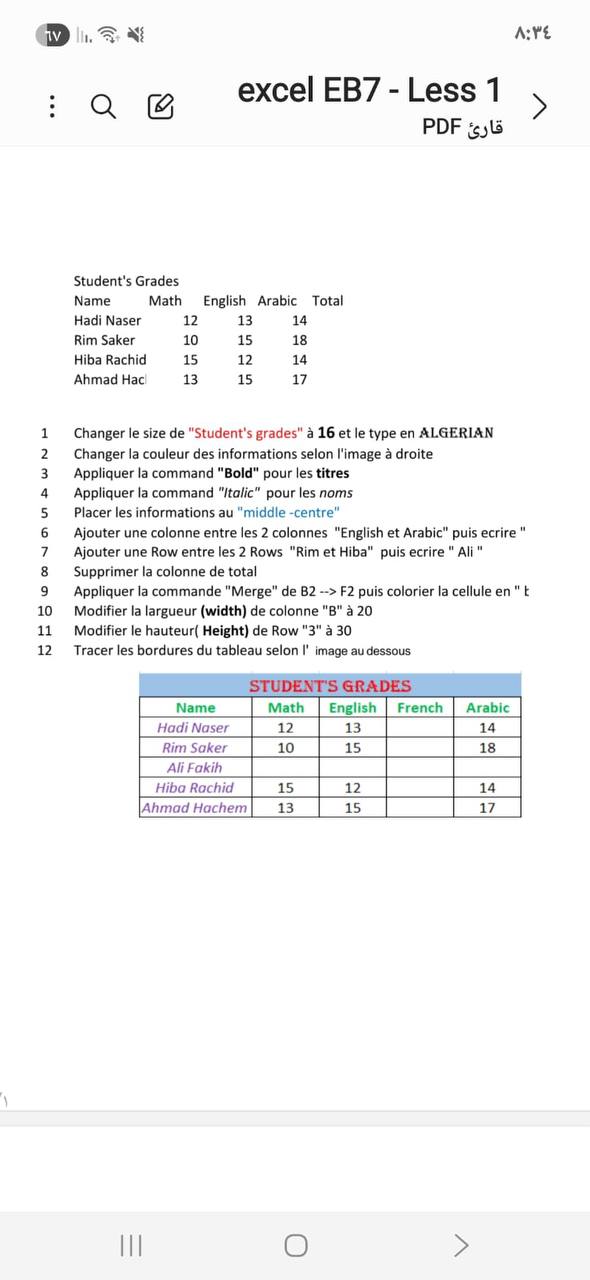 ٦٧ ٨:٣٤
excel EB7 - Less 1
قارئ PDF
Student's Grades
Name Math English Arabic Total
Hadi Naser 12 13 14
Rim Saker 10 15 18
Hiba Rachid 15 12 14
Ahmad Hac 13 15 17
1 Changer le size de "Student's grades" à 16 et le type en ALGERIAN
2 Changer la couleur des informations selon l'image à droite
3 Appliquer la command "Bold" pour les titres
4 Appliquer la command "Italic" pour les noms
5 Placer les informations au "middle -centre"
6 Ajouter une colonne entre les 2 colonnes "English et Arabic" puis ecrire "
7 Ajouter une Row entre les 2 Rows "Rim et Hiba" puis ecrire " Ali "
8 Supprimer la colonne de total
9 Appliquer la commande "Merge" de B2 --> F2 puis colorier la cellule en "
10 Modifier la largueur (width) de colonne "B" à 20
11 Modifier le hauteur( Height) de Row "3" à 30
12 Tracer les bordures du tableau selon l' image au dessous
STUDENT'S GRADES
Name Math English French Arabic
Hadi Naser 12 13 14
Rim Saker 10 15 18
Ali Fakih
Hiba Rachid 15 12 14
Ahmad Hachem 13 15 17